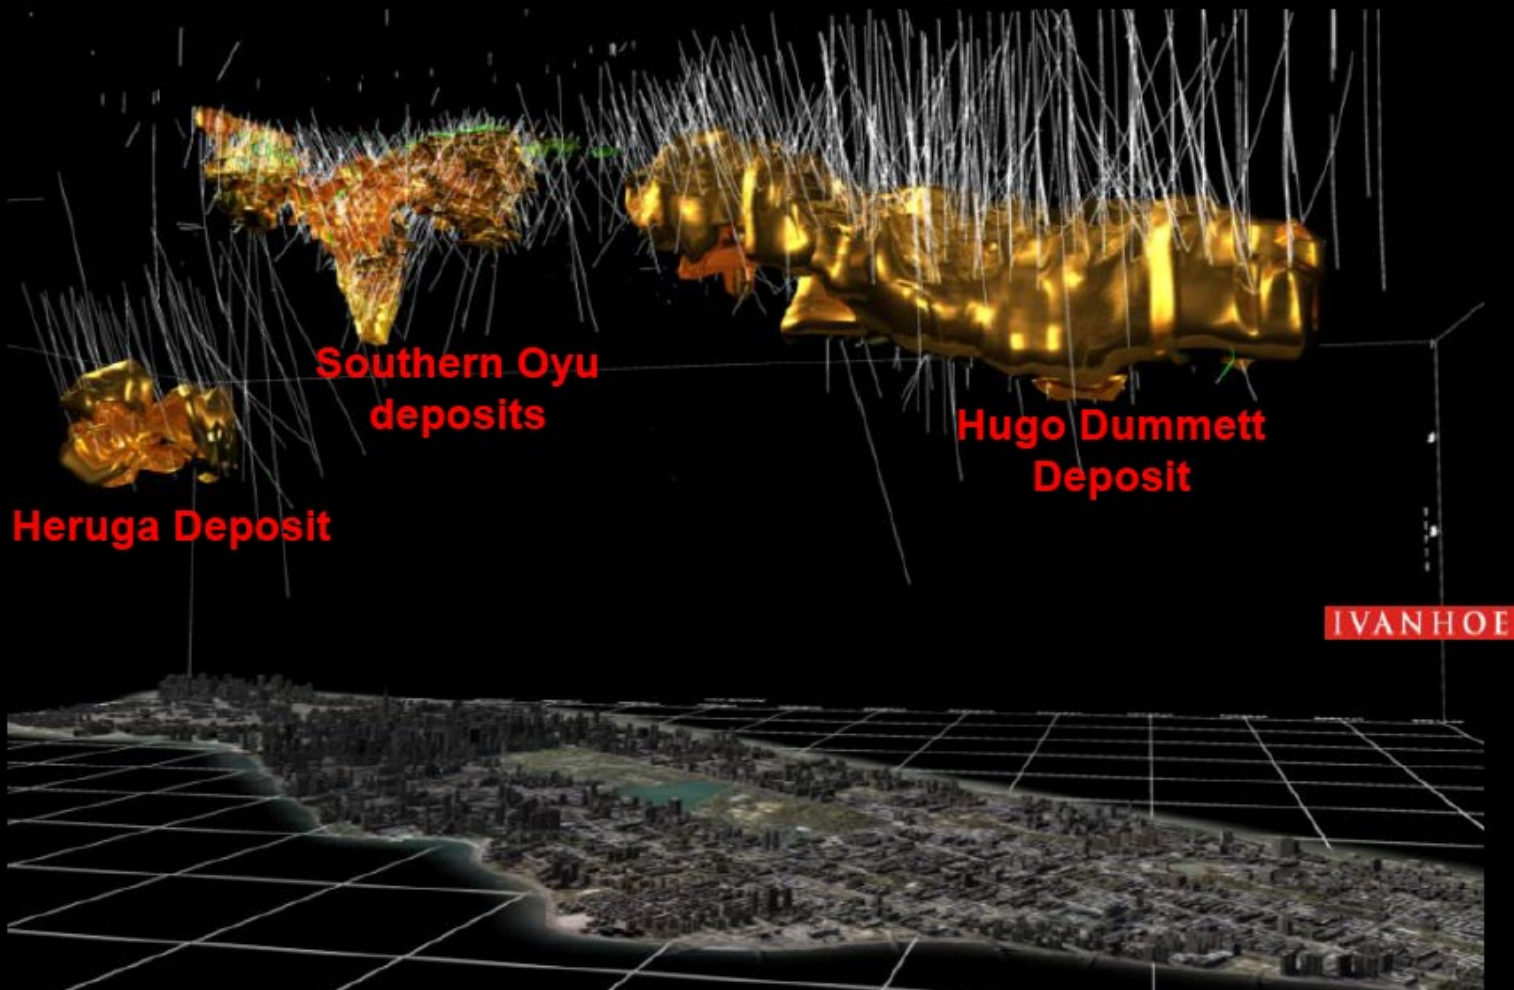 Southern Oyu
deposits
Hugo Dummett
Deposit
Heruga Deposit
IVANHOE